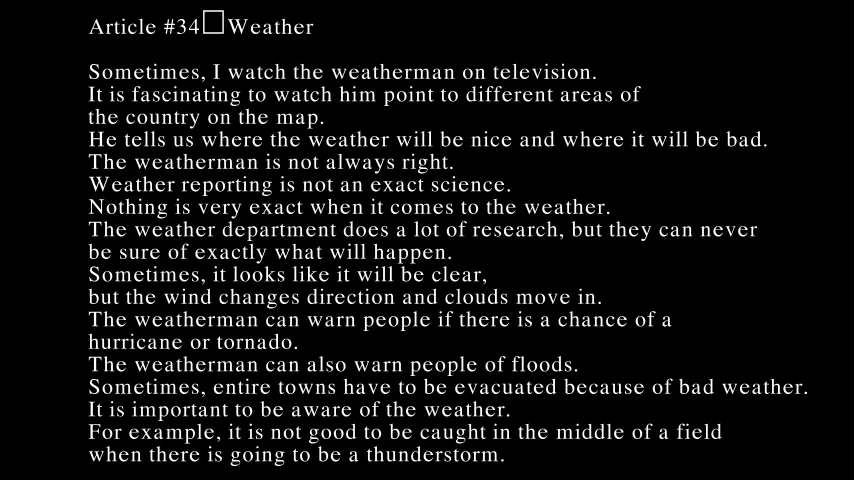 Article #34□Weather
Sometimes, I watch the weatherman on television.
It is fascinating to watch him point to different areas of
the country on the map.
He tells us where the weather will be nice and where it will be bad.
The weatherman is not always right.
Weather reporting is not an exact science.
Nothing is very exact when it comes to the weather.
The weather department does a lot of research, but they can never
be sure of exactly what will happen.
Sometimes, it looks like it will be clear,
but the wind changes direction and clouds move in.
The weatherman can warn people if there is a chance of a
hurricane or tornado.
The weatherman can also warn people of floods.
Sometimes, entire towns have to be evacuated because of bad weather.
It is important to be aware of the weather.
For example, it is not good to be caught in the middle of a field
when there is going to be a thunderstorm.